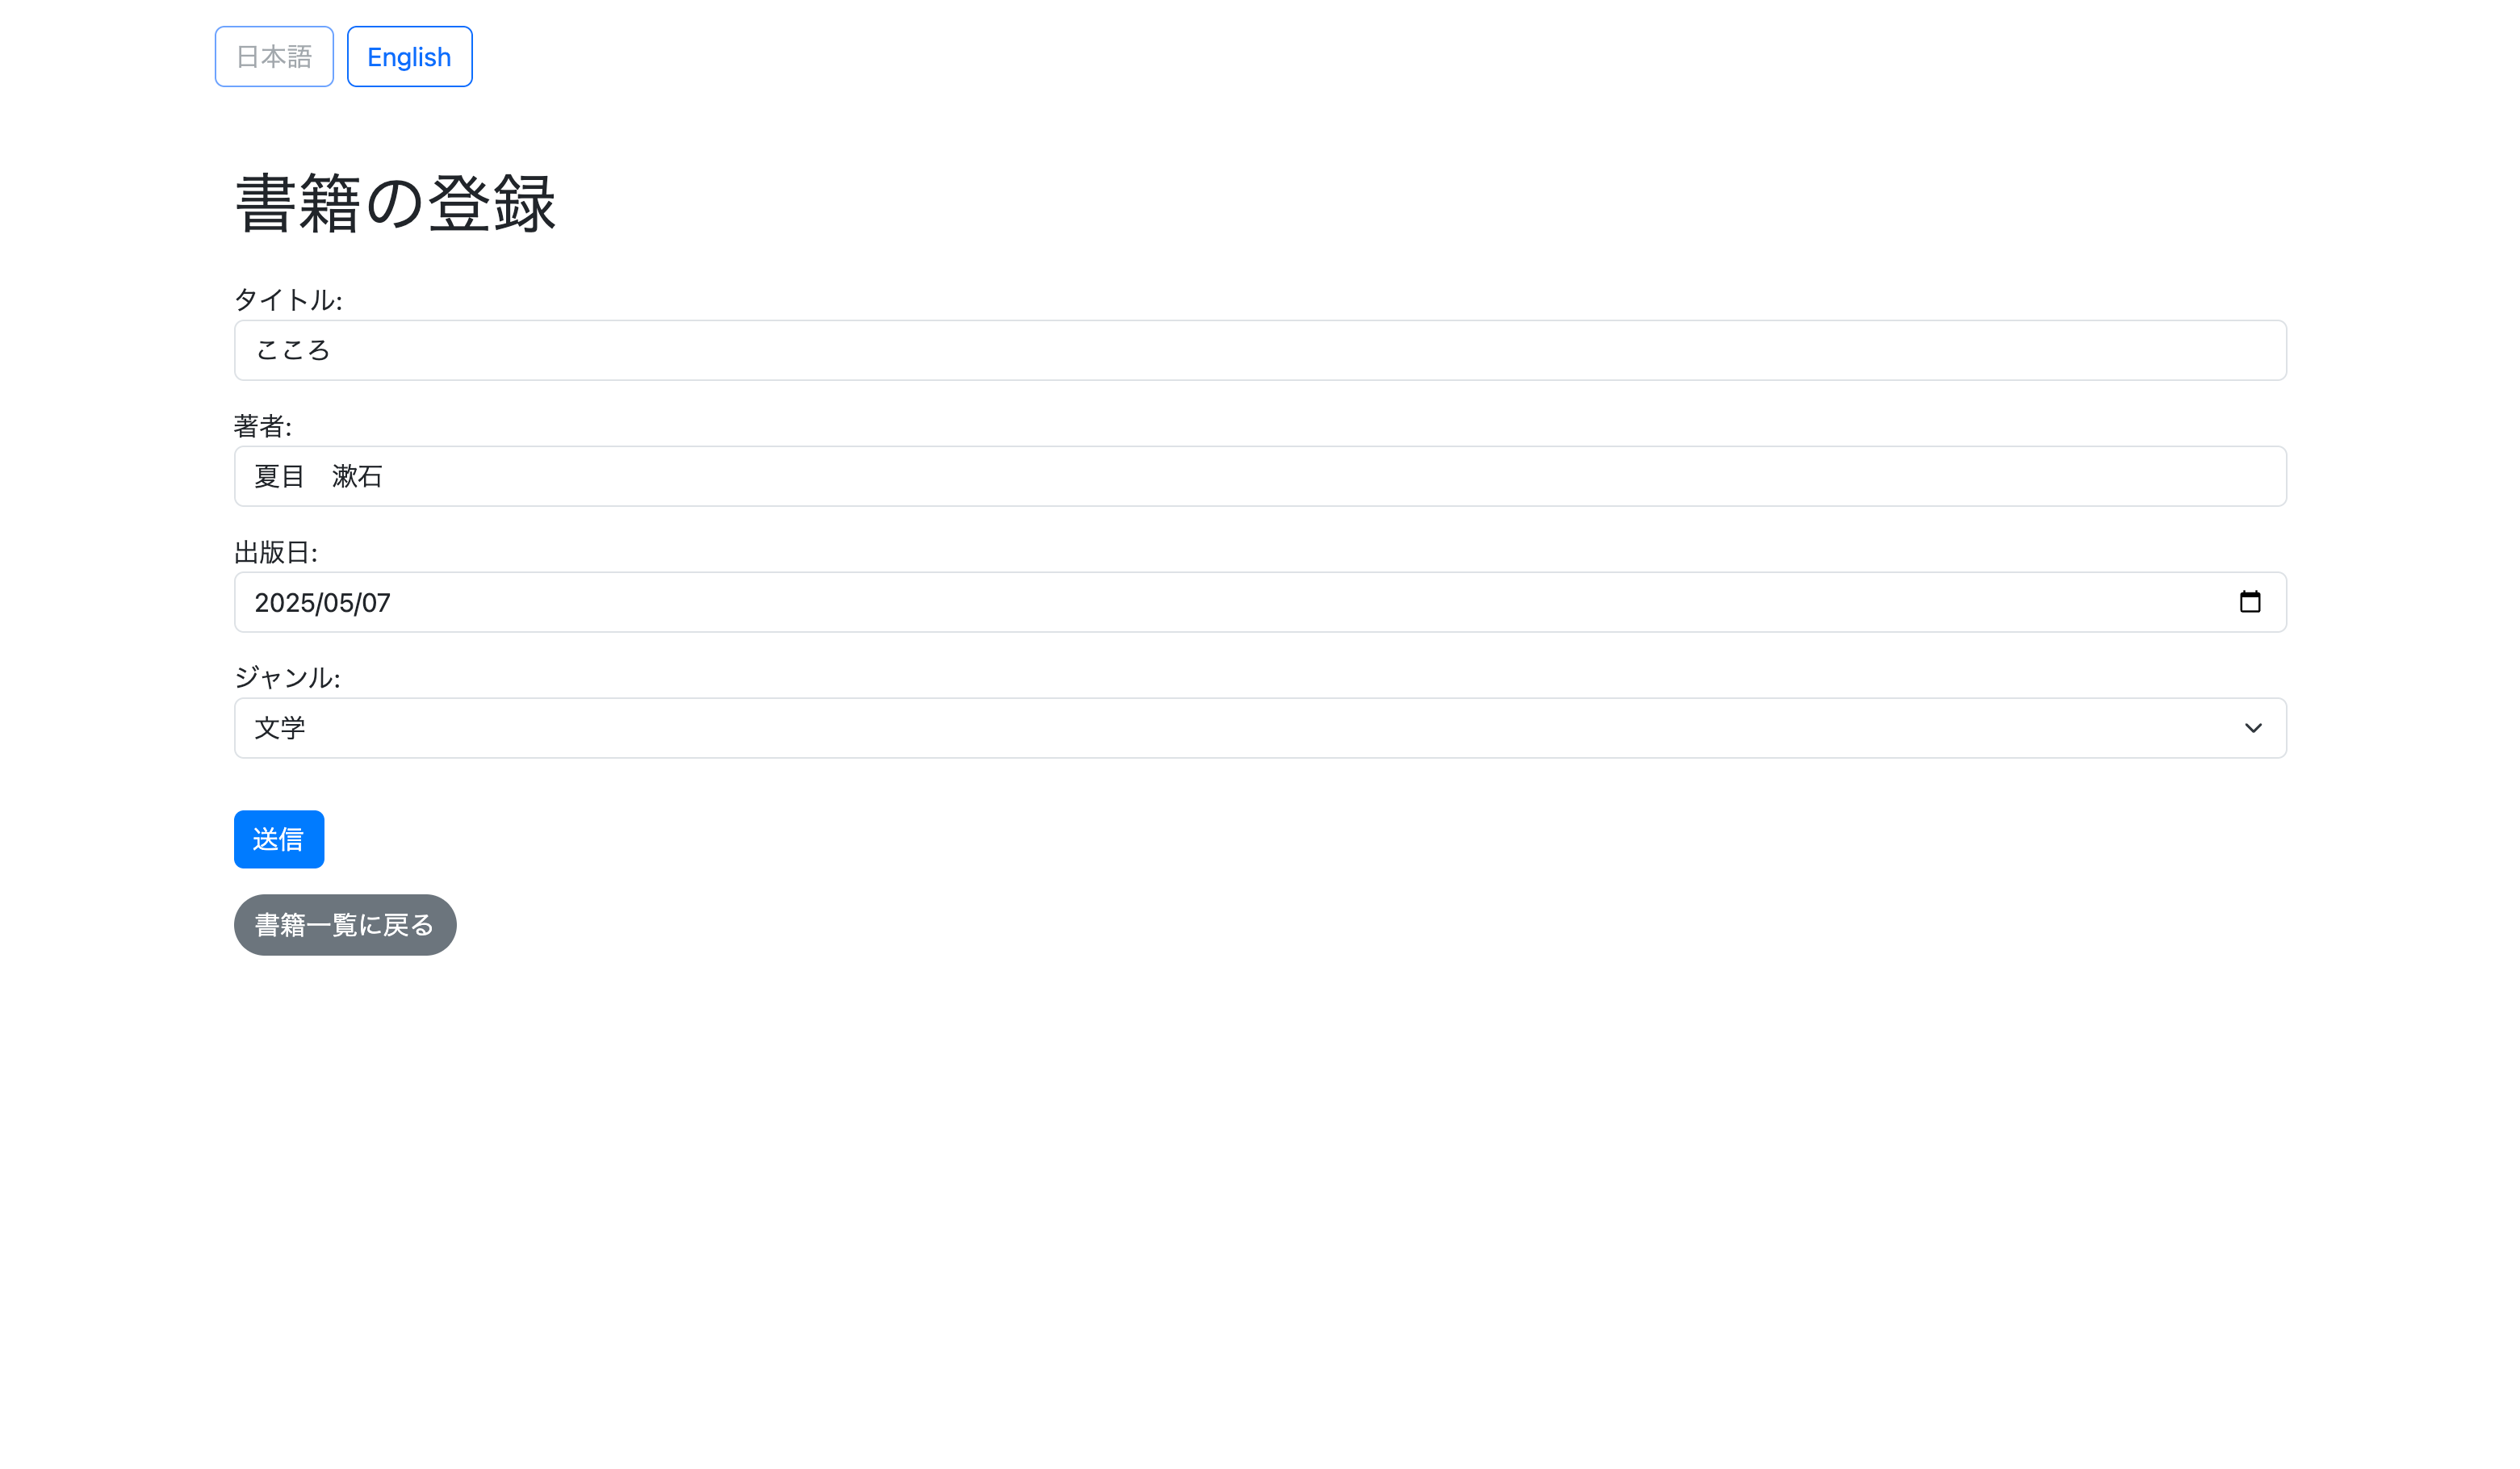 日本語 English
書籍の登録
タイトル:
こころ
著者:
夏目　漱石
出版日:
2025/05/07
ジャンル:
文学
送信
書籍一覧に戻る